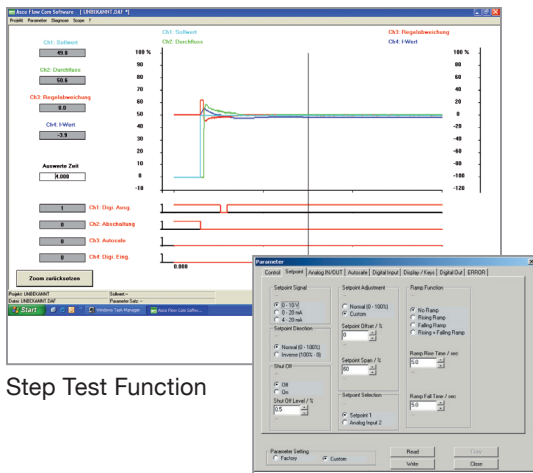 Asco Flow Com Software - [ UNBEKANNT.DAF *]
Projekt Parameter Diagnose Scope ?
Ch1: Sollwert
49.8
Ch2: Durchfluss
50.6
Ch3: Regelabweichung
0.0
Ch4: I-Wert
-3.9
Auswerte Zeit
4.000
Ch1: Sollwert
Ch2: Durchfluss
Ch3: Regelabweichung
Ch4: I-Wert
100 %
90
80
70
60
50
40
30
20
10
0
-10
100 %
80
60
40
20
0
-20
-40
-60
-80
-100
-120
1 Ch1: Digi. Ausg.
0 Ch2: Abschaltung
0 Ch3: Autoscale
0 Ch4: Digi. Eing.
1
1
1
1
0.000
Zoom zurücksetzen
Projekt: UNBEKANNT
Sollwert:--
Datei: UNBEKANNT.DAF
Parameter Satz: --
Start
Windows Task-Manager
Asco Flow Com Softw...
Step Test Function
Parameter
Control Setpoint Analog IN/OUT Autoscale Digital Input Display / Keys Digital Out ERROR
Setpoint Signal
0 - 10 V
0 - 20 mA
4 - 20 mA
Setpoint Direction
Normal (0 - 100%)
Inverse (100% - 0)
Shut Off
Off
On
Shut Off Level / %
0.5
Setpoint Adjustment
Normal (0 - 100%)
Custom
Setpoint Offset / %
0
Setpoint Span / %
60
Setpoint Selection
Setpoint 1
Analog Input 2
Ramp Function
No Ramp
Rising Ramp
Falling Ramp
Rising + Falling Ramp
Ramp Rise Time / sec
5.0
Ramp Fall Time / sec
5.0
Parameter Setting
Factory
Custom
Read
Copy
Write
Close